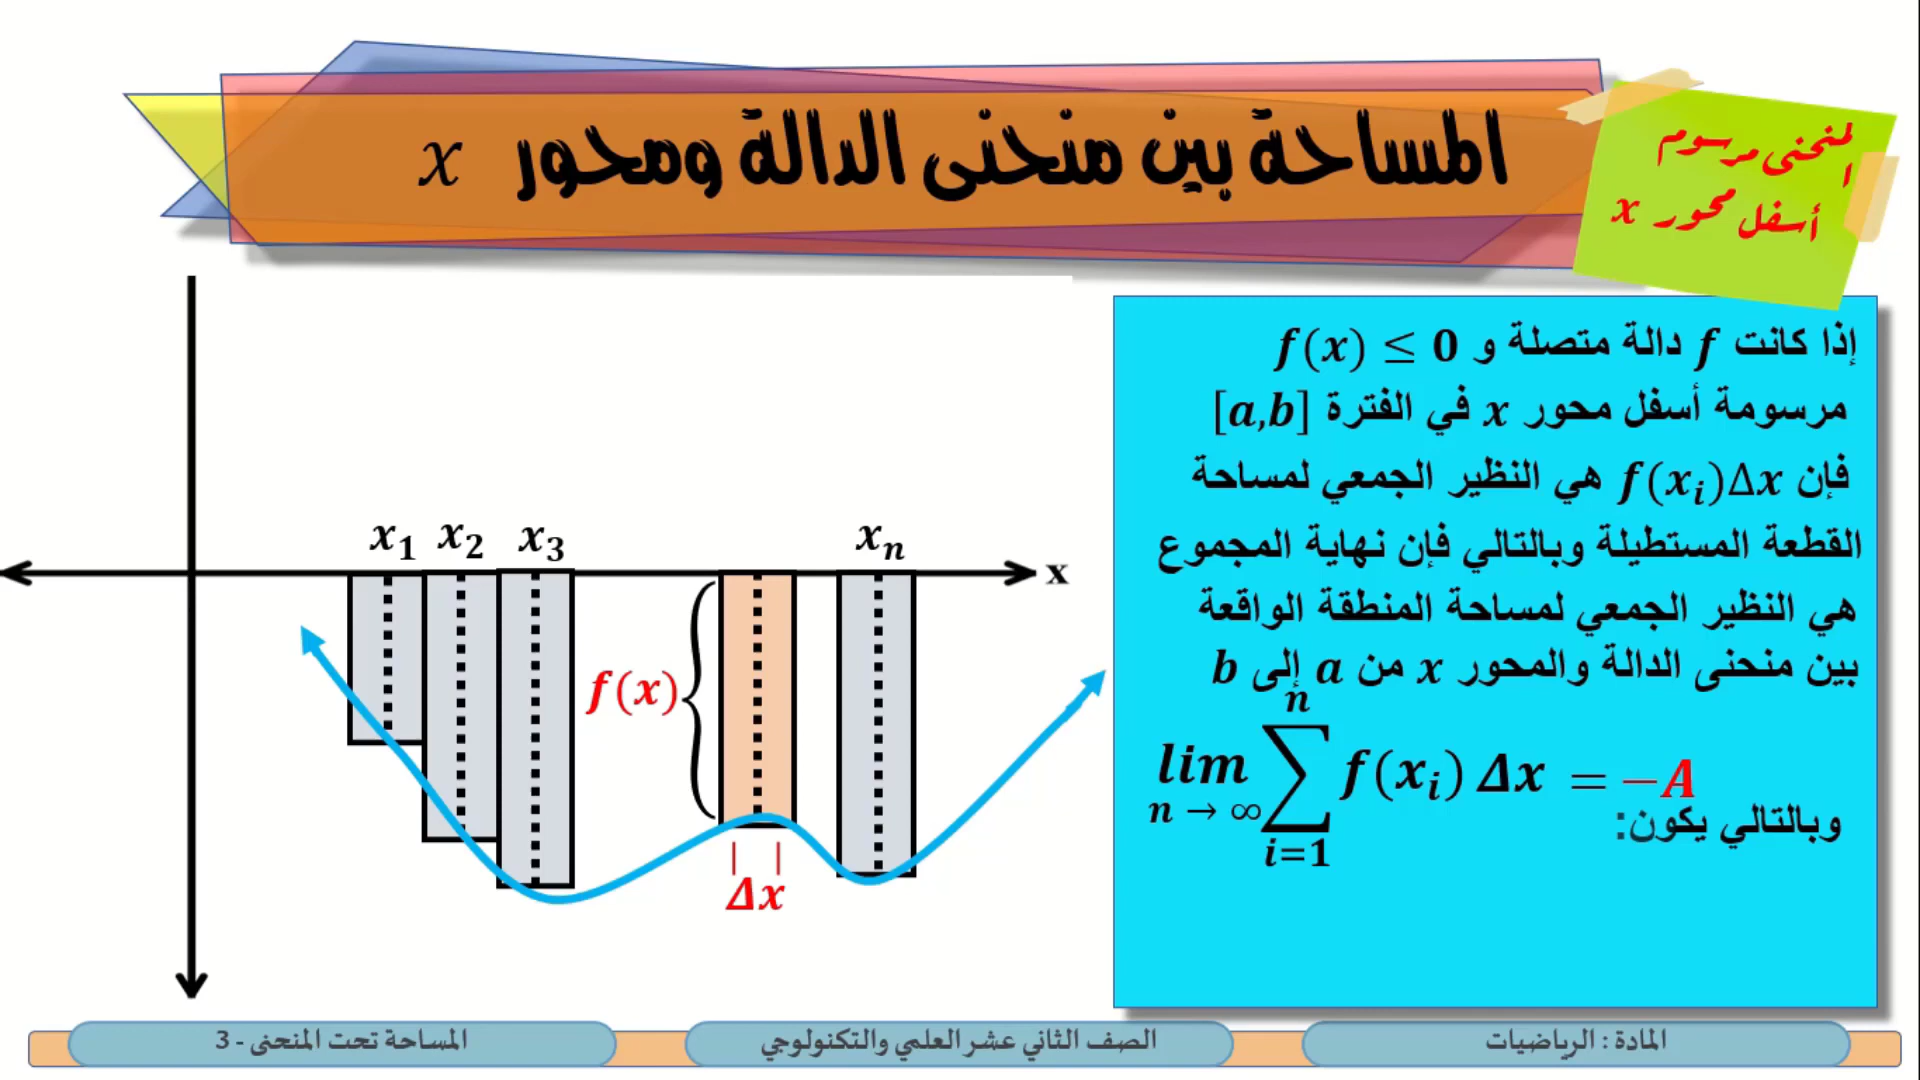 المساحة بين منحنى الدالة ومحور x
المنحنى مرسوم
أسفل محور x
إذا كانت f دالة متصلة و f(x) ≤ 0
مرسومة أسفل محور x في الفترة [a,b]
فإن f(xᵢ)Δx هي النظير الجمعي لمساحة
القطعة المستطيلة وبالتالي فإن نهاية المجموع
هي النظير الجمعي لمساحة المنطقة الواقعة
بين منحنى الدالة والمحور x من a إلى b
lim n→∞ ∑ i=1 n f(xᵢ) Δx = −A
وبالتالي يكون:
x₁ x₂ x₃ xₙ
x
f(x)
Δx
المادة : الرياضيات
الصف الثاني عشر العلمي والتكنولوجي
المساحة تحت المنحنى - 3